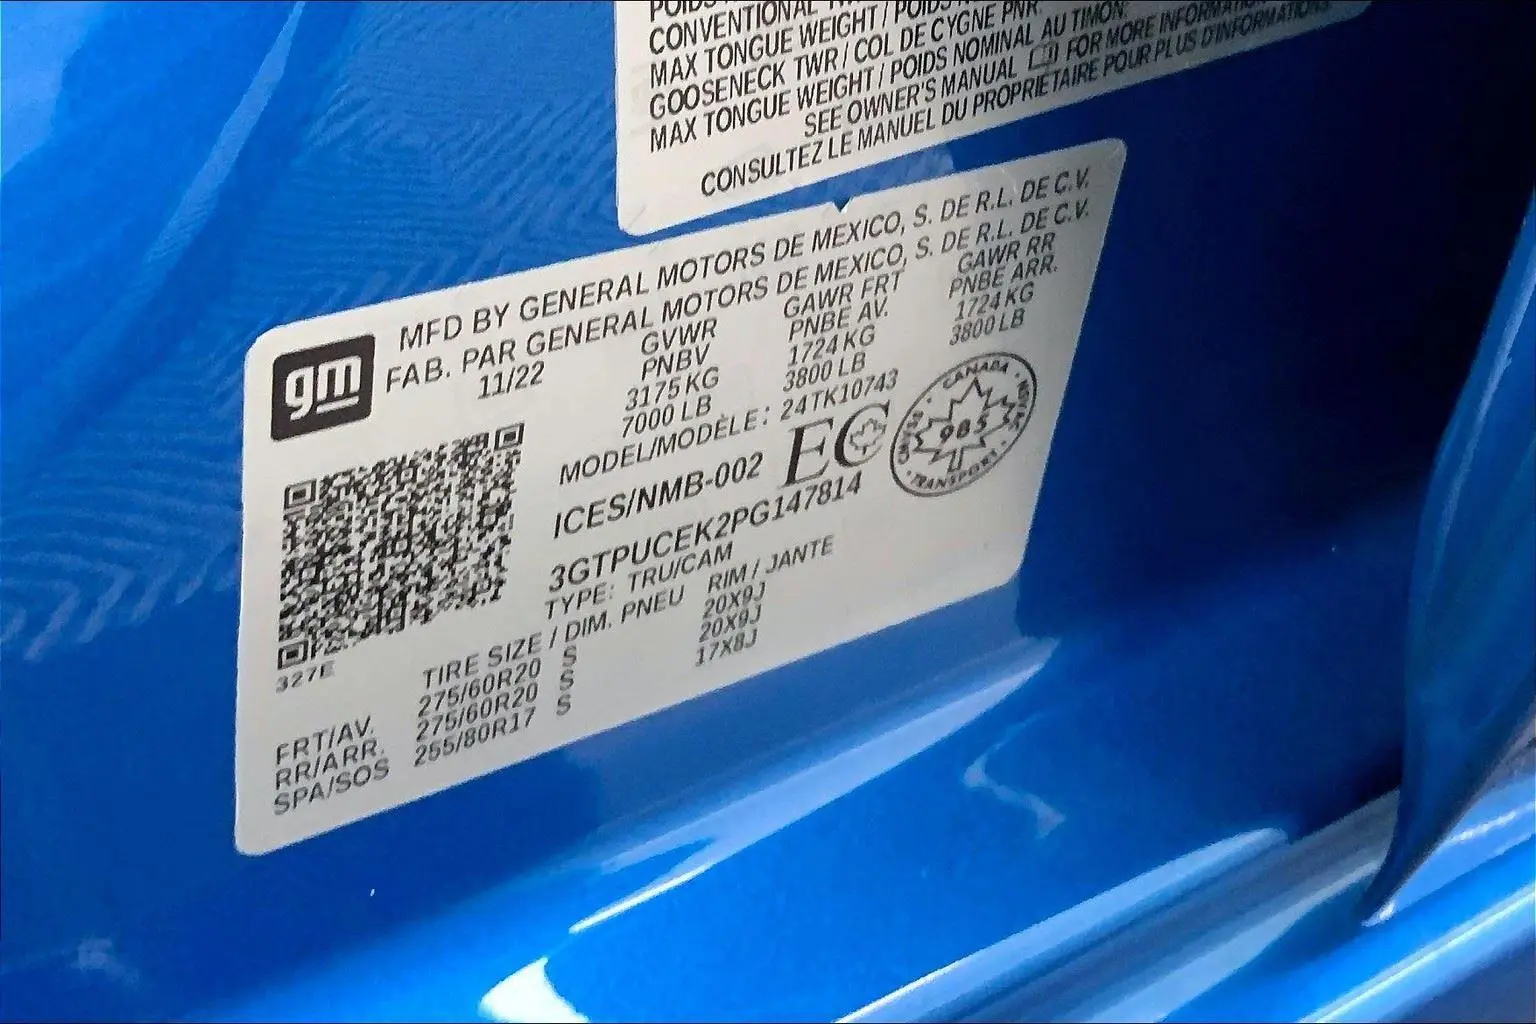 POIDS
CONVENTIONAL
MAX TONGUE WEIGHT / POIDS
GOOSENECK TWR / COL DE CYGNE PNR
MAX TONGUE WEIGHT / POIDS NOMINAL AU TIMON:
SEE OWNER'S MANUAL FOR MORE INFORMATION.
CONSULTEZ LE MANUEL DU PROPRIETAIRE POUR PLUS D'INFORMATIONS.
gm
MFD BY GENERAL MOTORS DE MEXICO, S. DE R.L. DE C.V.
FAB. PAR GENERAL MOTORS DE MEXICO, S. DE R.L. DE C.V.
11/22 GVWR GAWR FRT GAWR RR
PNBV PNBE AV. PNBE ARR.
3175 KG 1724 KG 1724 KG
7000 LB 3800 LB 3800 LB
MODEL/MODÈLE: 24TK10743
ICES/NMB-002 EC
CANADA
985
TRANSPORT
3GTPUCEK2PG147814
TYPE: TRU/CAM
327E
TIRE SIZE / DIM. PNEU RIM / JANTE
FRT/AV. 275/60R20 S 20X9J
RR/ARR. 275/60R20 S 20X9J
SPA/SOS 255/80R17 S 17X8J